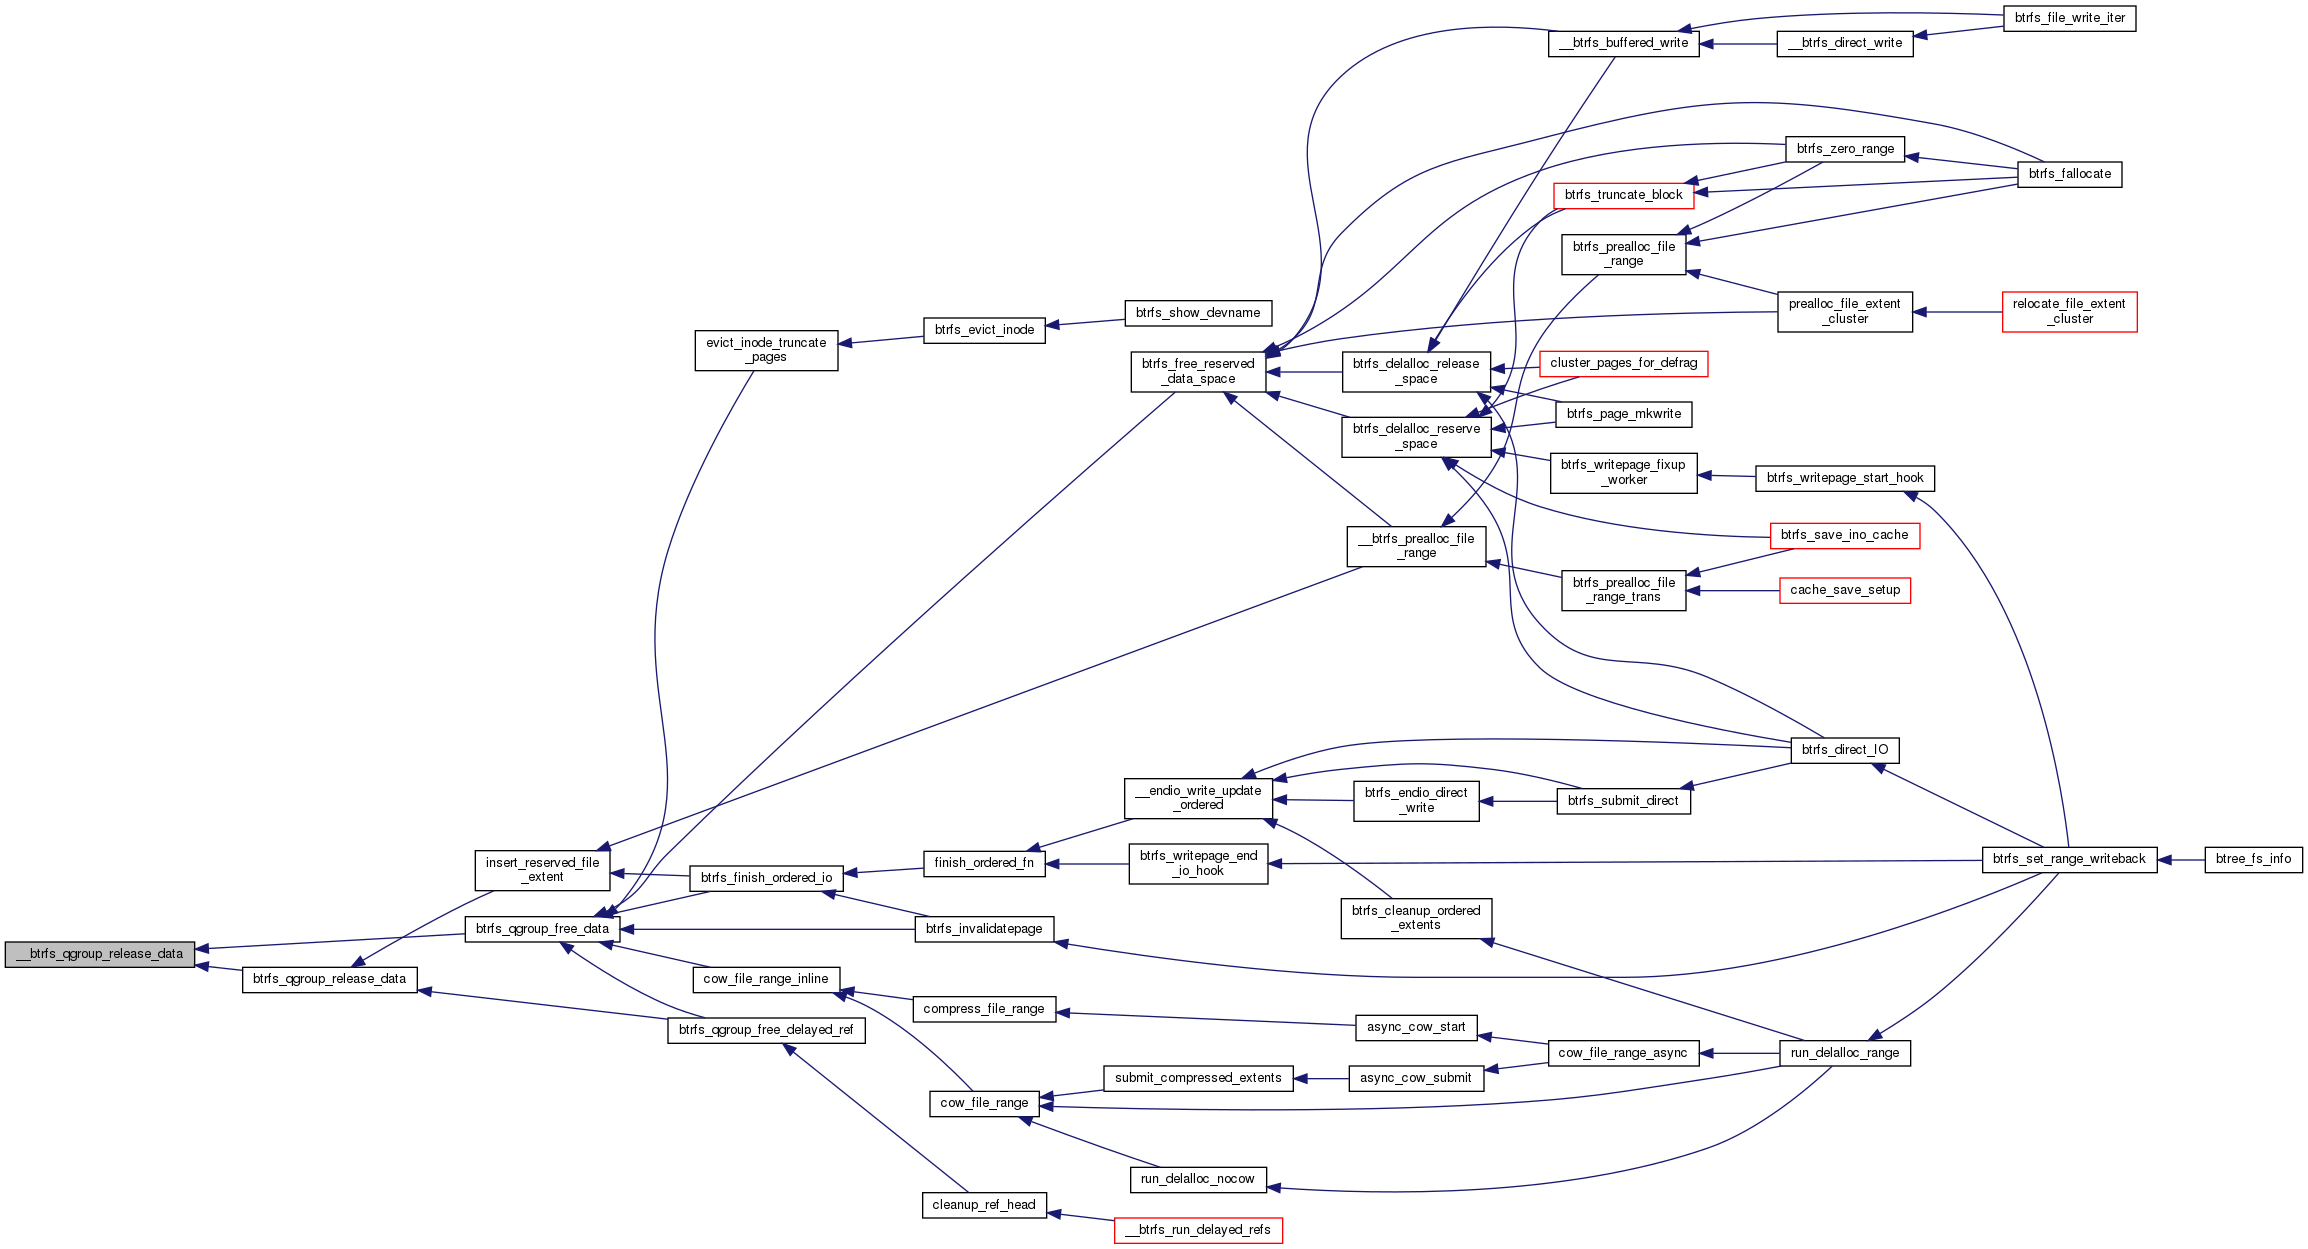 btrfs_file_write_iter
__btrfs_buffered_write
__btrfs_direct_write
btrfs_zero_range
btrfs_fallocate
btrfs_truncate_block
btrfs_prealloc_file
_range
prealloc_file_extent
_cluster
relocate_file_extent
_cluster
btrfs_show_devname
btrfs_evict_inode
evict_inode_truncate
_pages
btrfs_free_reserved
_data_space
btrfs_delalloc_release
_space
cluster_pages_for_defrag
btrfs_page_mkwrite
btrfs_delalloc_reserve
_space
btrfs_writepage_fixup
_worker
btrfs_writepage_start_hook
btrfs_save_ino_cache
__btrfs_prealloc_file
_range
btrfs_prealloc_file
_range_trans
cache_save_setup
btrfs_direct_IO
__endio_write_update
_ordered
btrfs_endio_direct
_write
btrfs_submit_direct
insert_reserved_file
_extent
btrfs_finish_ordered_io
finish_ordered_fn
btrfs_writepage_end
_io_hook
btrfs_set_range_writeback
btree_fs_info
btrfs_cleanup_ordered
_extents
btrfs_qgroup_free_data
btrfs_invalidatepage
__btrfs_qgroup_release_data
btrfs_qgroup_release_data
cow_file_range_inline
compress_file_range
async_cow_start
btrfs_qgroup_free_delayed_ref
cow_file_range_async
run_delalloc_range
submit_compressed_extents
async_cow_submit
cow_file_range
run_delalloc_nocow
cleanup_ref_head
__btrfs_run_delayed_refs